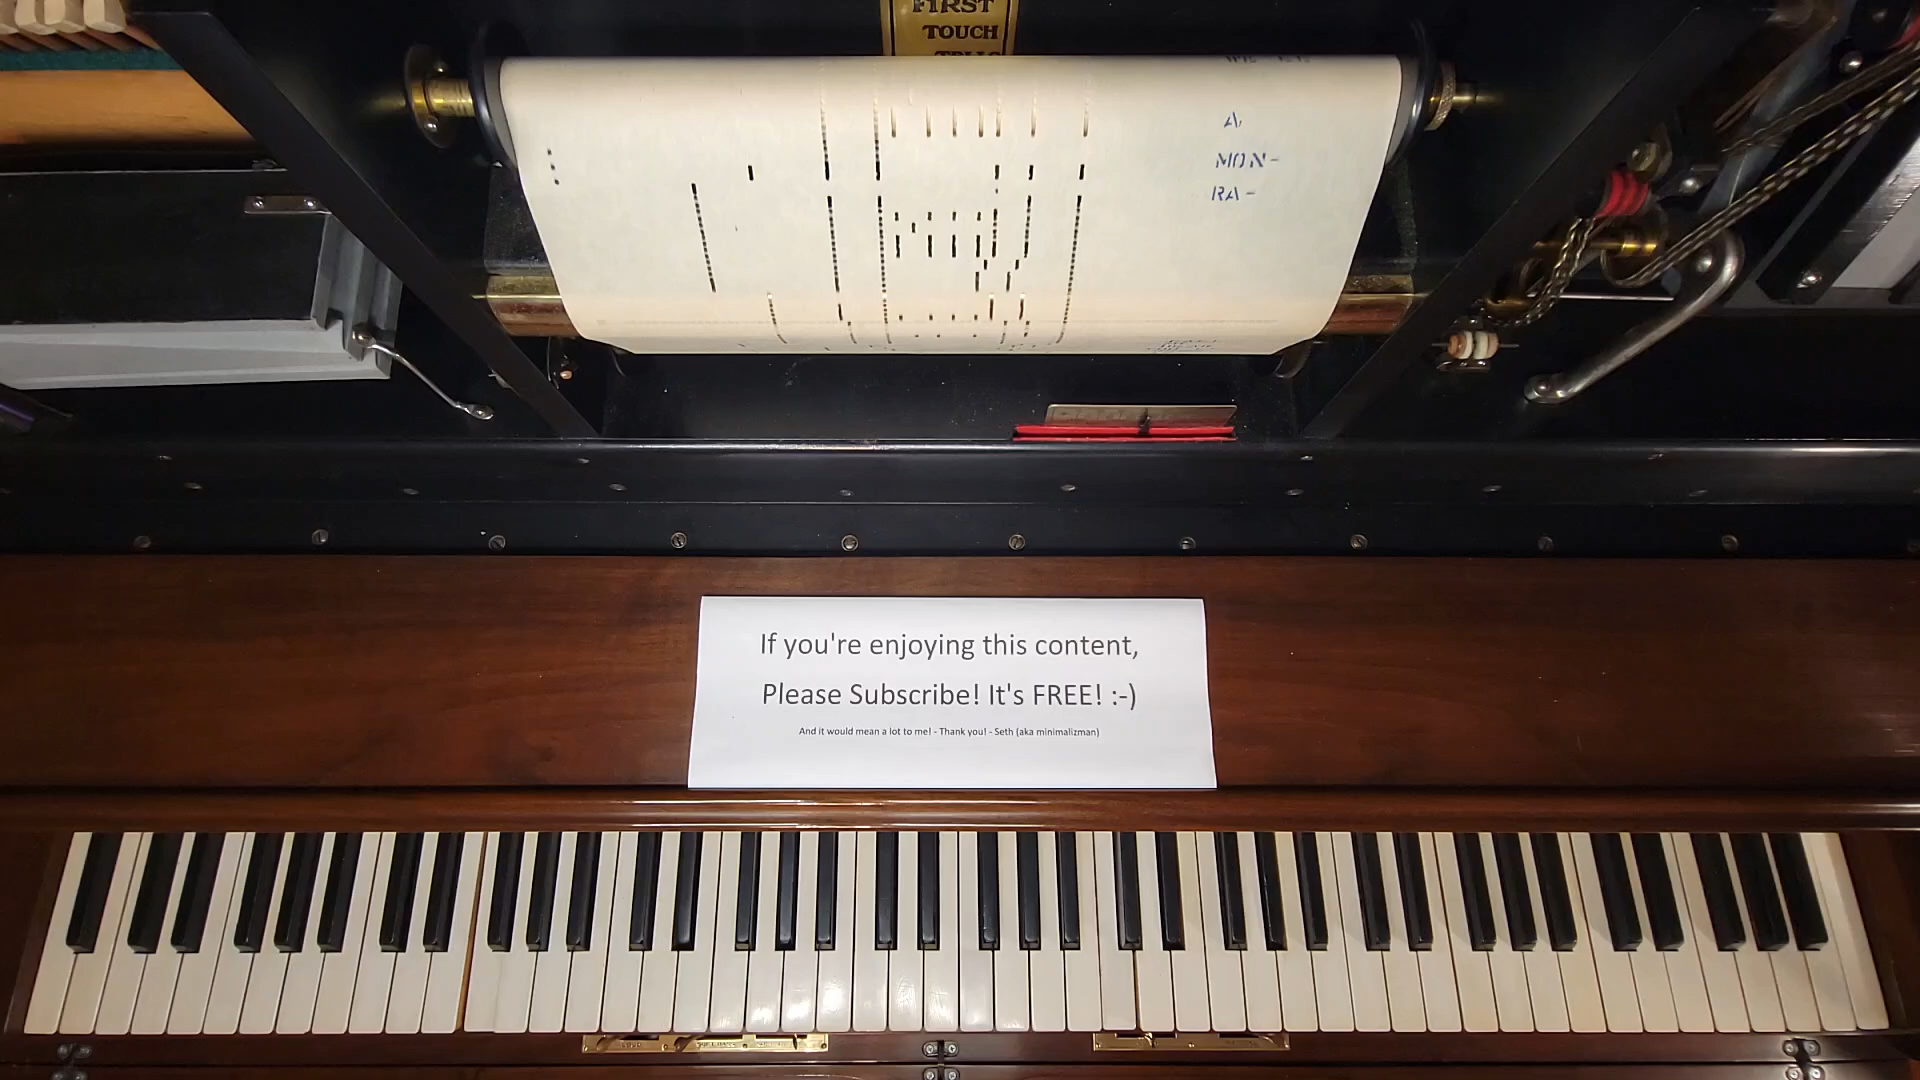 FIRST
TOUCH
A,
MON-
RA-
If you're enjoying this content,
Please Subscribe! It's FREE! :-)
And it would mean a lot to me! - Thank you! - Seth (aka minimalizman)